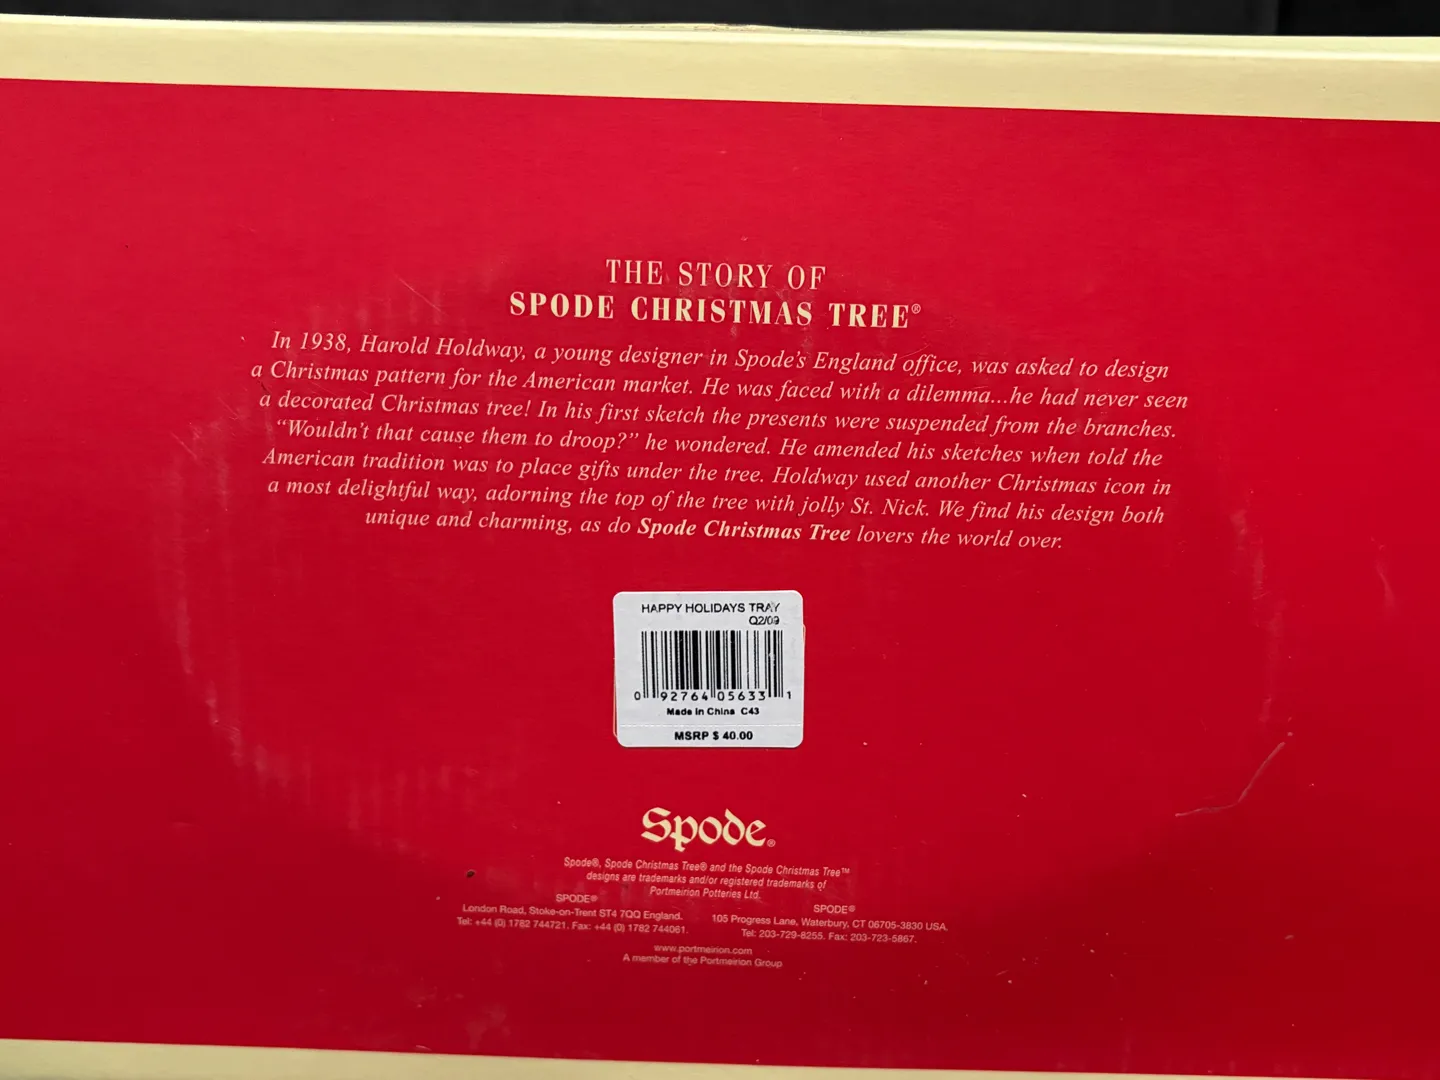 THE STORY OF
SPODE CHRISTMAS TREE®
In 1938, Harold Holdway, a young designer in Spode's England office, was asked to design
a Christmas pattern for the American market. He was faced with a dilemma...he had never seen
a decorated Christmas tree! In his first sketch the presents were suspended from the branches.
“Wouldn't that cause them to droop?” he wondered. He amended his sketches when told the
American tradition was to place gifts under the tree. Holdway used another Christmas icon in
a most delightful way, adorning the top of the tree with jolly St. Nick. We find his design both
unique and charming, as do Spode Christmas Tree lovers the world over.
HAPPY HOLIDAYS TRAY
Q2/09
0 92764 05633 1
Made in China C43
MSRP $ 40.00
Spode®
Spode®, Spode Christmas Tree® and the Spode Christmas Tree™
designs are trademarks and/or registered trademarks of
Portmeirion Potteries Ltd.
SPODE®
London Road, Stoke-on-Trent ST4 7QQ England.
Tel: +44 (0) 1782 744721. Fax: +44 (0) 1782 744061.
SPODE®
105 Progress Lane, Waterbury, CT 06705-3830 USA.
Tel: 203-729-8255. Fax: 203-723-5867.
www.portmeirion.com
A member of the Portmeirion Group